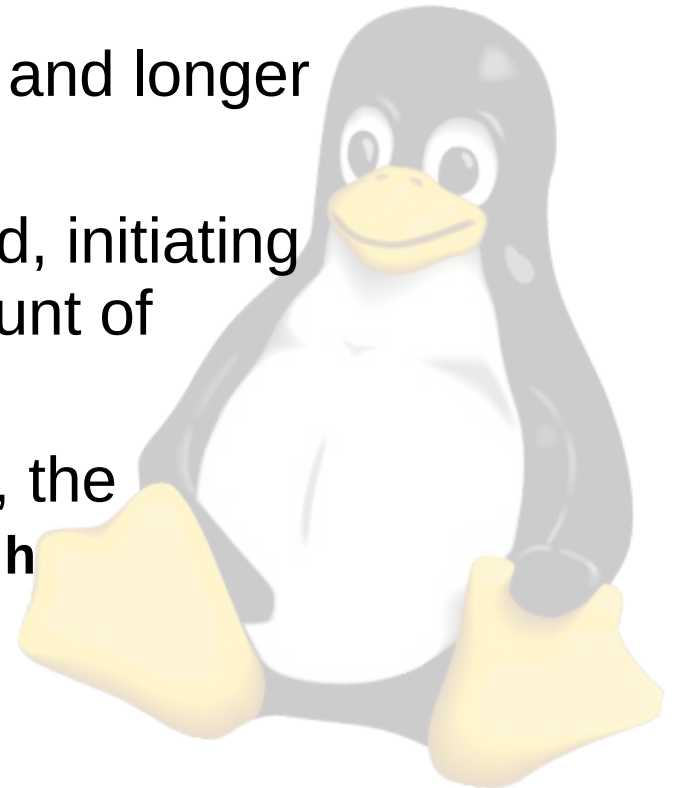 and longer
d, initiating
unt of
, the
h